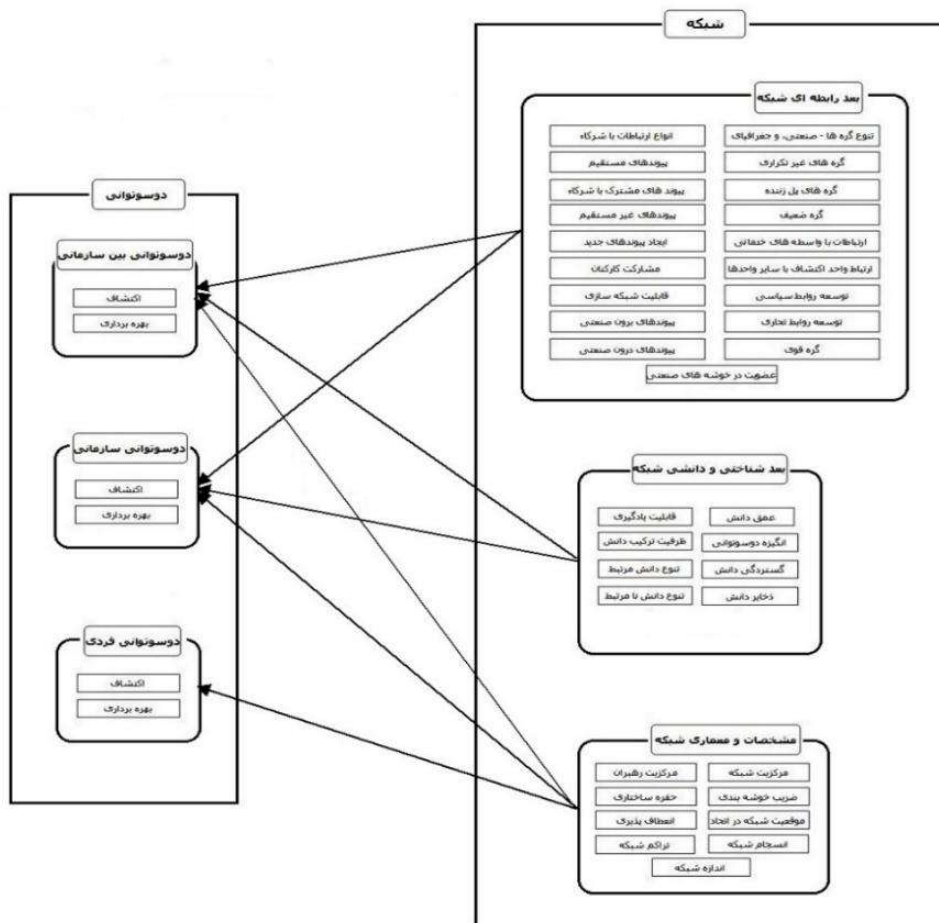 شبکه
بعد رابطه ای شبکه
تنوع گره ها - صنعتی، و جغرافیای
انواع ارتباطات با شرکاء
گره های غیر تکراری
پیوندهای مستقیم
گره های پل زننده
پیوند های مشترک با شرکاء
گره ضعیف
پیوندهای غیر مستقیم
ارتباطات با واسطه های خدماتی
ایجاد پیوندهای جدید
ارتباط واحد اکتشاف با سایر واحدها
مشارکت کارکنان
توسعه روابط سیاسی
قابلیت شبکه سازی
توسعه روابط تجاری
پیوندهای برون صنعتی
گره قوی
پیوندهای درون صنعتی
عضویت در خوشه های صنعتی
بعد شناختی و دانشی شبکه
عمق دانش
قابلیت یادگیری
انگیزه دوسوتوانی
ظرفیت ترکیب دانش
گستردگی دانش
تنوع دانش مرتبط
ذخایر دانش
تنوع دانش نا مرتبط
مشخصات و معماری شبکه
مرکزیت شبکه
مرکزیت رهبران
ضریب خوشه بندی
حفره ساختاری
موقعیت شبکه در اتحاد
انعطاف پذیری
انسجام شبکه
تراکم شبکه
اندازه شبکه
دوسوتوانی
دوسوتوانی بین سازمانی
اکتشاف
بهره برداری
دوسوتوانی سازمانی
اکتشاف
بهره برداری
دوسوتوانی فردی
اکتشاف
بهره برداری